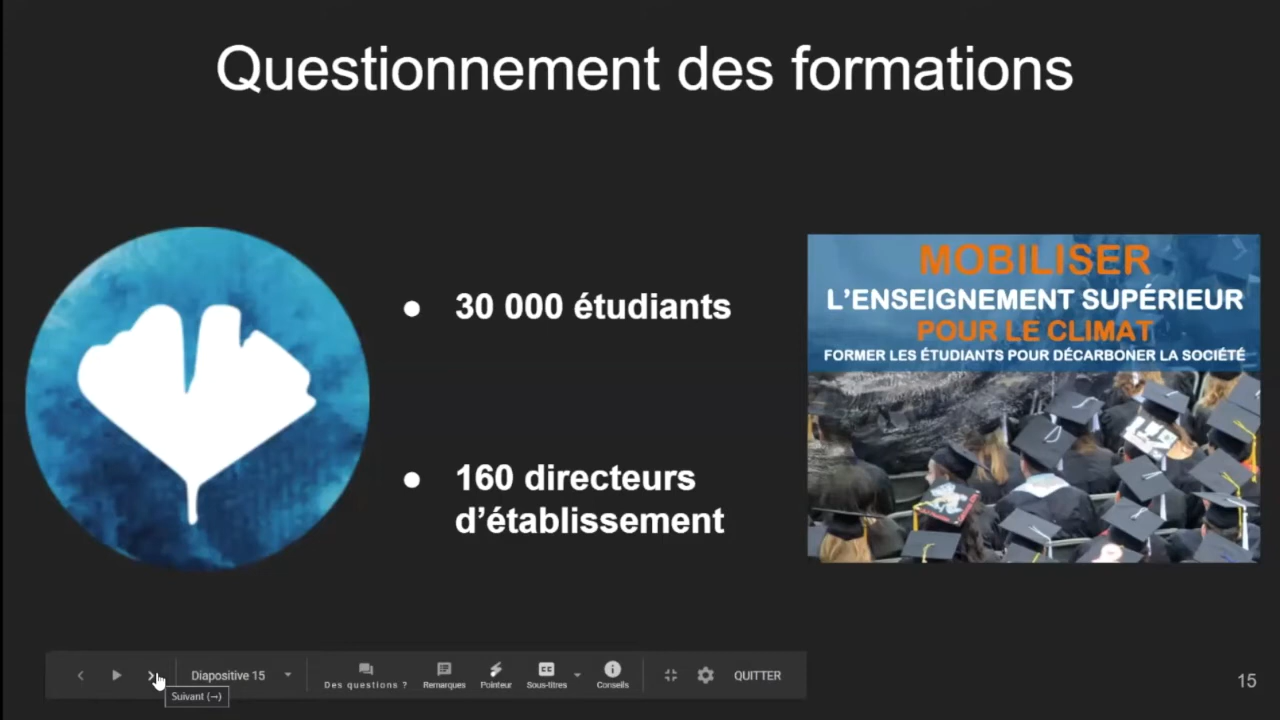 Questionnement des formations
● 30 000 étudiants
● 160 directeurs
d’établissement
MOBILISER
L’ENSEIGNEMENT SUPÉRIEUR
POUR LE CLIMAT
FORMER LES ÉTUDIANTS POUR DÉCARBONER LA SOCIÉTÉ
Diapositive 15
Des questions ?
Remarques
Pointeur
Sous-titres
Conseils
QUITTER
Suivant (→)
15